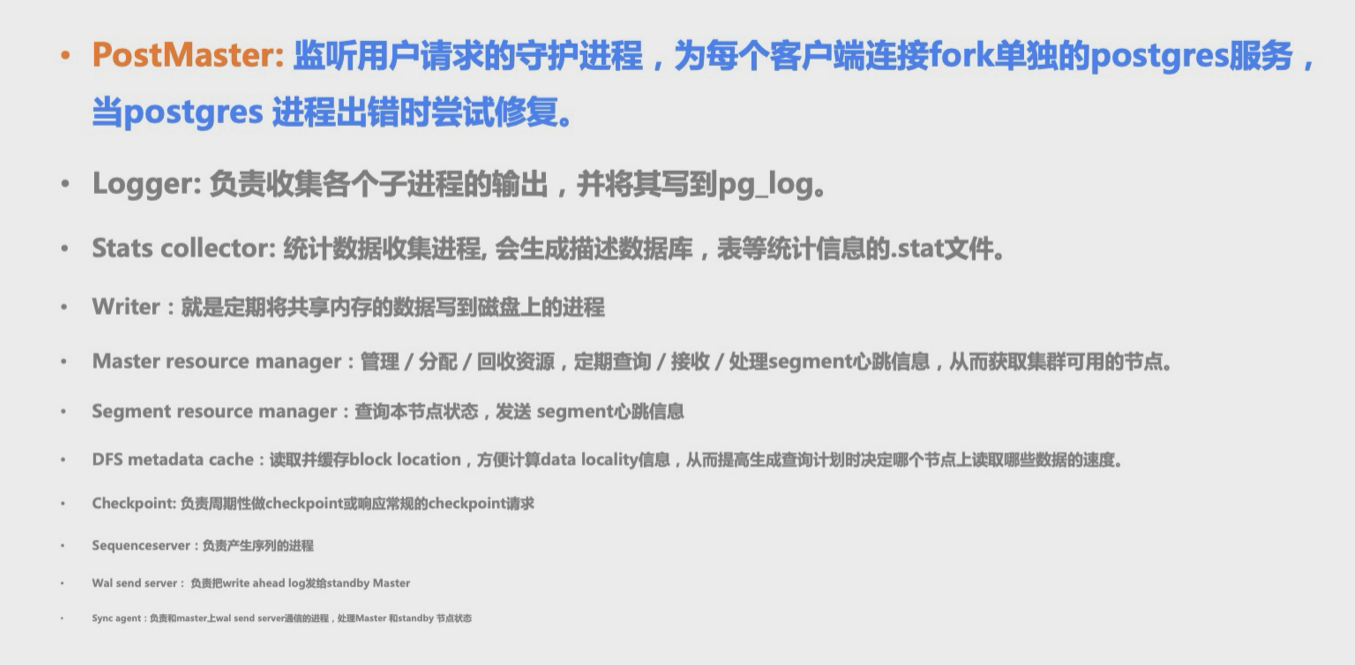 • PostMaster: 监听用户请求的守护进程，为每个客户端连接fork单独的postgres服务，
当postgres 进程出错时尝试修复。
• Logger: 负责收集各个子进程的输出，并将其写到pg_log。
• Stats collector: 统计数据收集进程, 会生成描述数据库，表等统计信息的.stat文件。
• Writer：就是定期将共享内存的数据写到磁盘上的进程
• Master resource manager：管理 / 分配 / 回收资源，定期查询 / 接收 / 处理segment心跳信息，从而获取集群可用的节点。
• Segment resource manager：查询本节点状态，发送 segment心跳信息
• DFS metadata cache：读取并缓存block location，方便计算data locality信息，从而提高生成查询计划时决定哪个节点上读取哪些数据的速度。
• Checkpoint: 负责周期性做checkpoint或响应常规的checkpoint请求
• Sequenceserver：负责产生序列的进程
• Wal send server： 负责把write ahead log发给standby Master
• Sync agent：负责和master上wal send server通信的进程，处理Master 和standby 节点状态